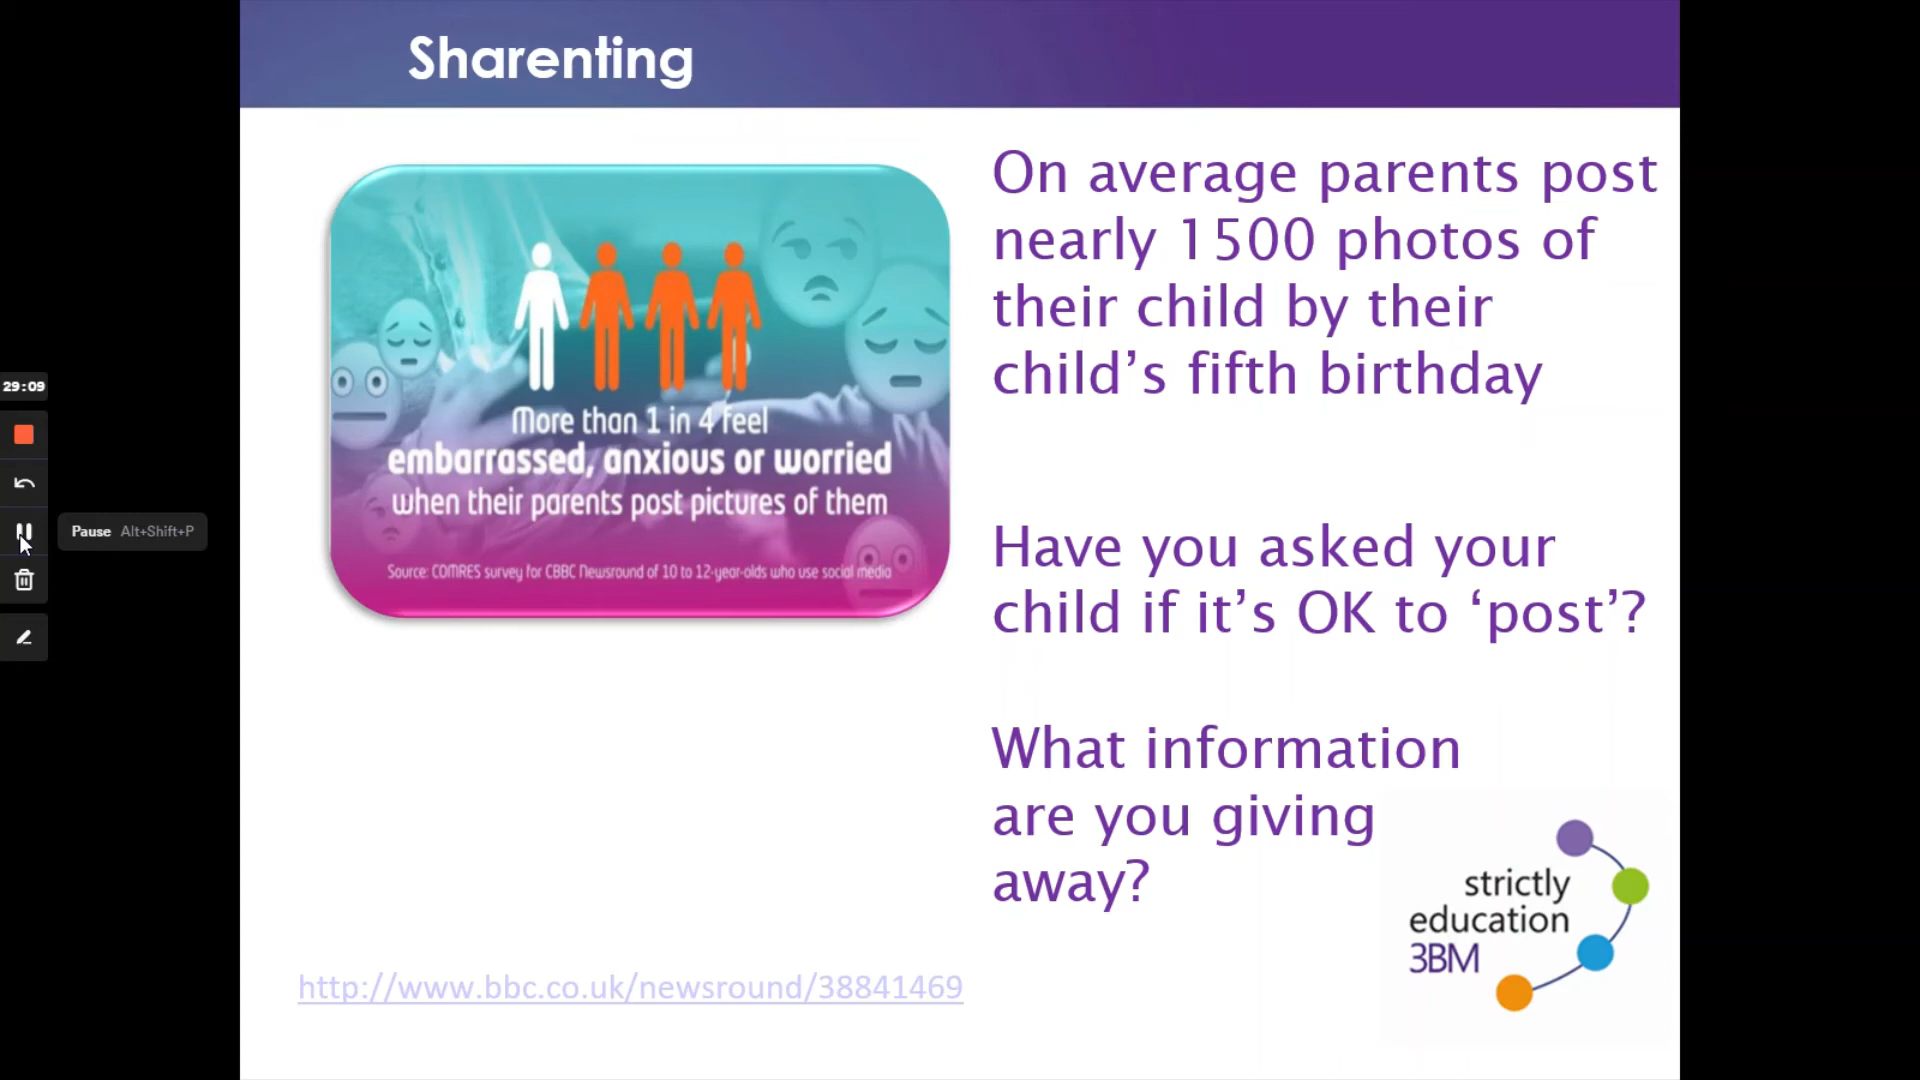 Sharenting
More than 1 in 4 feel
embarrassed, anxious or worried
when their parents post pictures of them
Source: COMRES survey for CBBC Newsround of 10 to 12-year-olds who use social media
On average parents post
nearly 1500 photos of
their child by their
child’s fifth birthday
Have you asked your
child if it’s OK to ‘post’?
What information
are you giving
away?
29:09
Pause Alt+Shift+P
strictly
education
3BM
http://www.bbc.co.uk/newsround/38841469